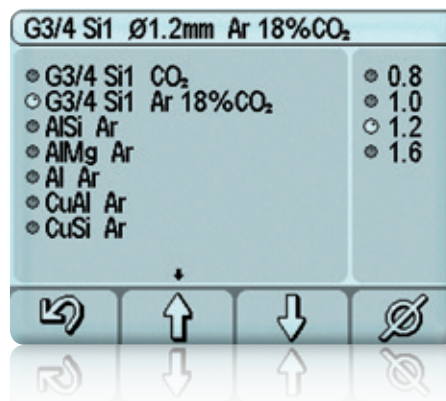 G3/4 Si1 Ø1.2mm Ar 18%CO₂
G3/4 Si1 CO₂
G3/4 Si1 Ar 18%CO₂
AlSi Ar
AlMg Ar
Al Ar
CuAl Ar
CuSi Ar
0.8
1.0
1.2
1.6